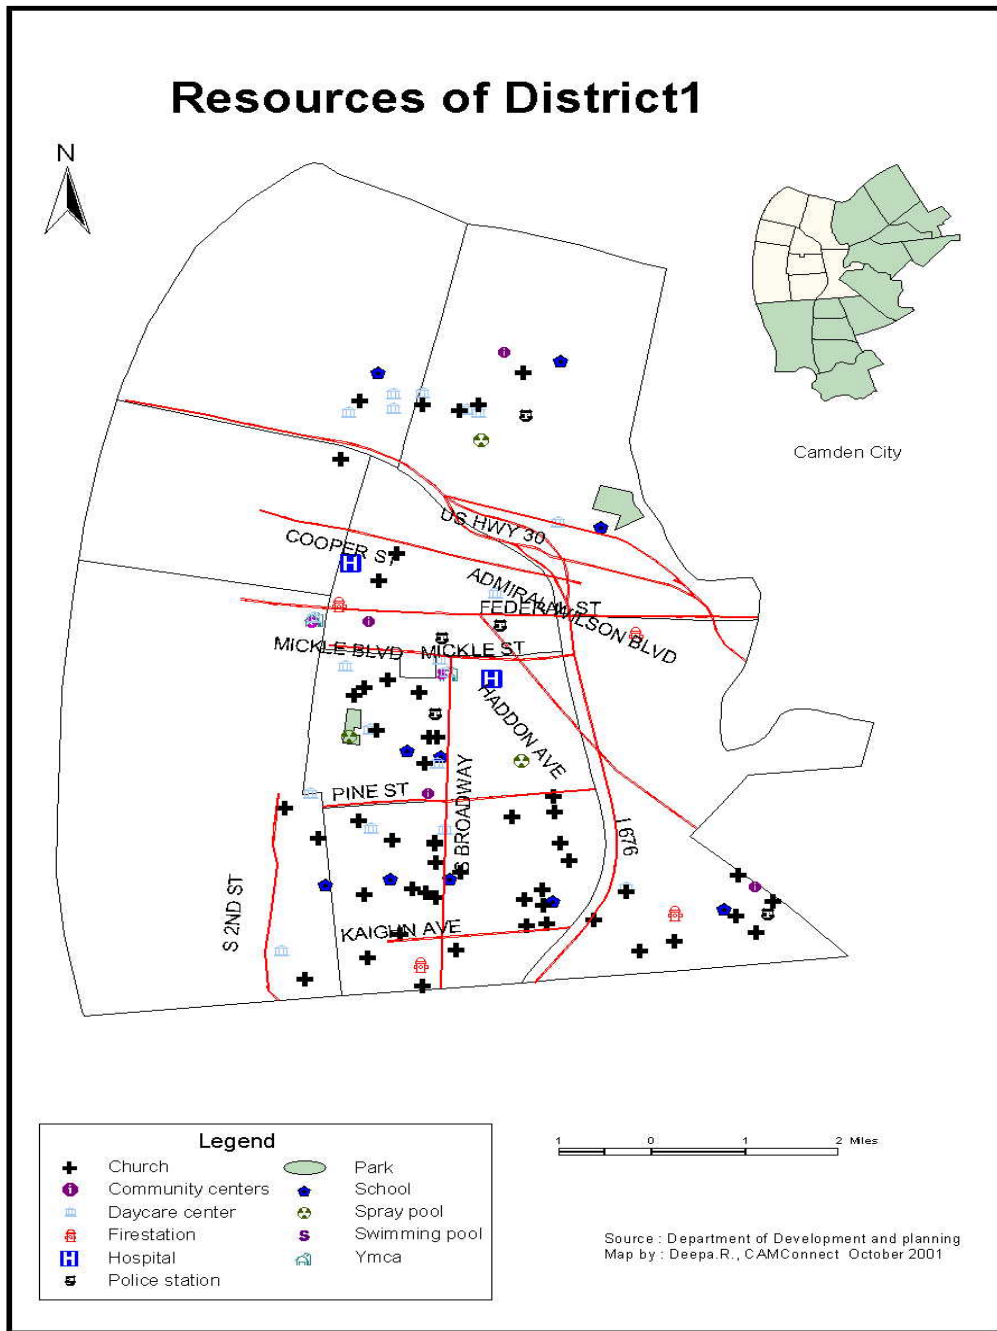 Resources of District1
N
Camden City
US HWY 30
COOPER ST
ADMIRAL WILSON BLVD
FEDERAL ST
MICKLE BLVD
MICKLE ST
HADDON AVE
PINE ST
S BROADWAY
I 676
S 2ND ST
KAIGHN AVE
Legend
Church
Community centers
Daycare center
Firestation
H Hospital
Police station
Park
School
Spray pool
S Swimming pool
Ymca
1 0 1 2 Miles
Source : Department of Development and planning
Map by : Deepa.R., CAMConnect October 2001